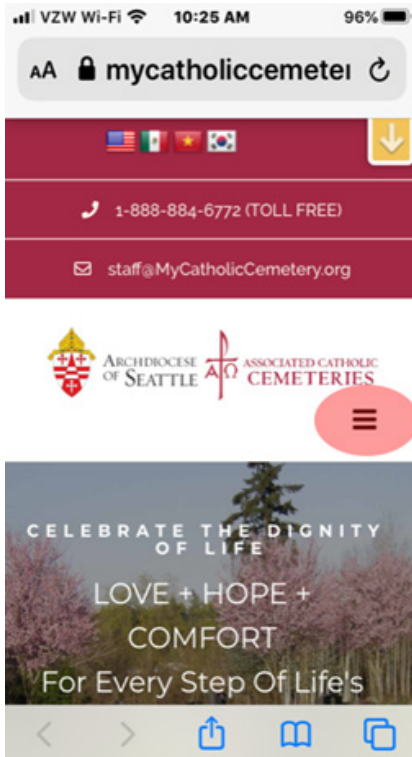 VZW Wi-Fi 10:25 AM 96%
AA mycatholiccemete
1-888-884-6772 (TOLL FREE)
staff@MyCatholicCemetery.org
ARCHDIOCESE OF SEATTLE
ΑΩ
ASSOCIATED CATHOLIC CEMETERIES
CELEBRATE THE DIGNITY
OF LIFE
LOVE + HOPE +
COMFORT
For Every Step Of Life's